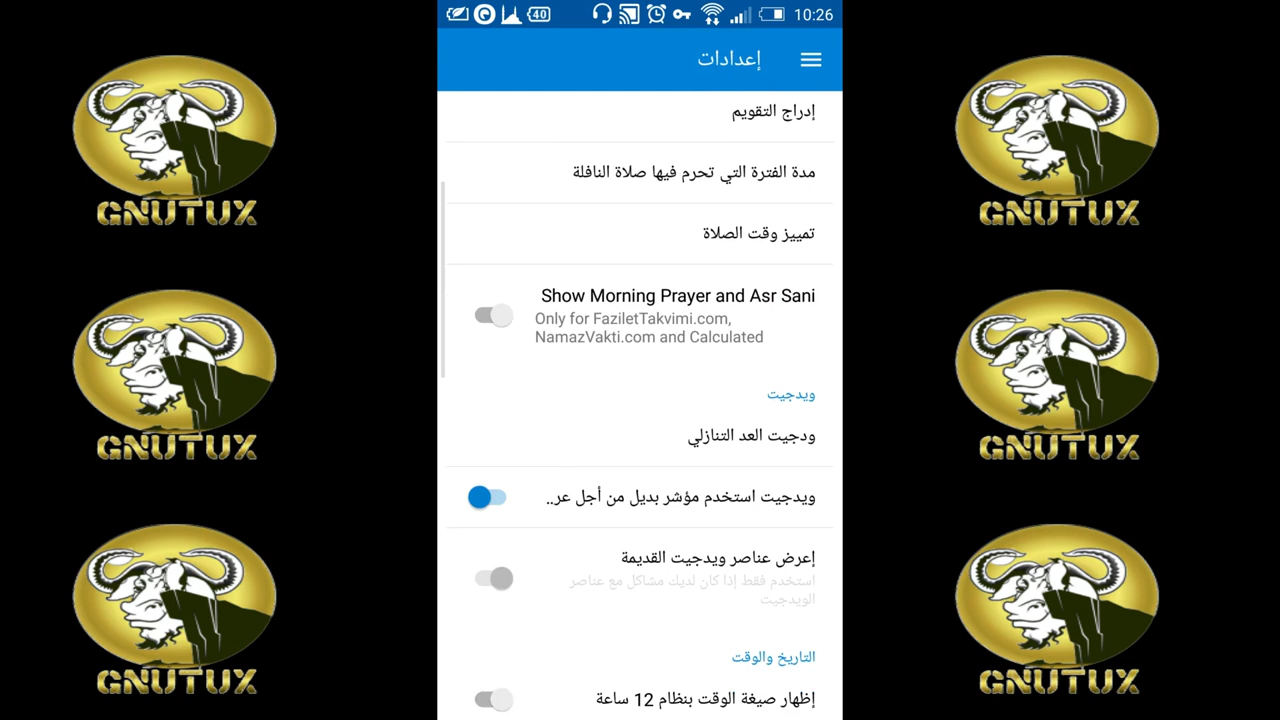 40
10:26
إعدادات
إدراج التقويم
مدة الفترة التي تحرم فيها صلاة النافلة
تمييز وقت الصلاة
Show Morning Prayer and Asr Sani
Only for FaziletTakvimi.com,
NamazVakti.com and Calculated
ويدجيت
ودجيت العد التنازلي
ويدجيت استخدم مؤشر بديل من أجل عر..
إعرض عناصر ويدجيت القديمة
استخدم فقط إذا كان لديك مشاكل مع عناصر
الويدجيت
التاريخ والوقت
إظهار صيغة الوقت بنظام 12 ساعة
GNUTUX
GNUTUX
GNUTUX
GNUTUX
GNUTUX
GNUTUX